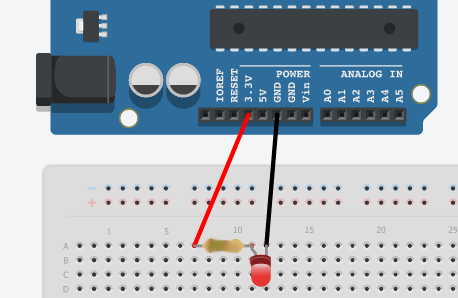 POWER
ANALOG IN
IOREF
RESET
3.3V
5V
GND
GND
Vin
A0
A1
A2
A3
A4
A5
1
5
10
15
20
25
A
B
C
D